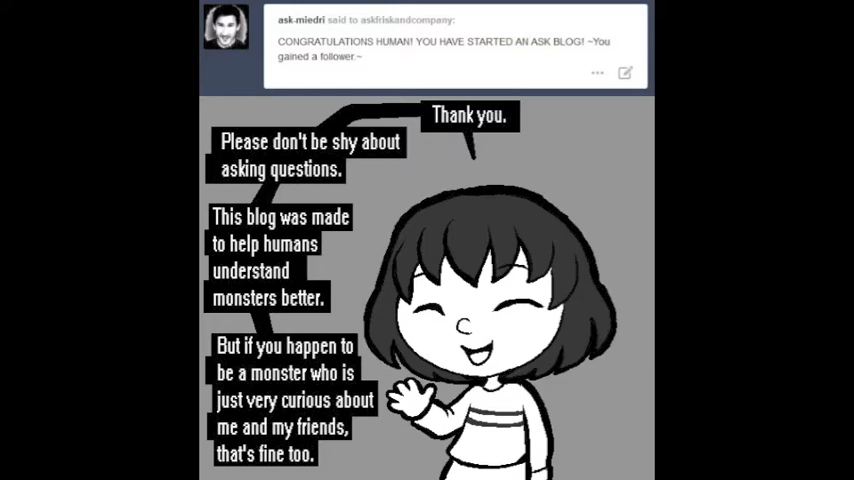 ask-miedri said to askfriskandcompany:
CONGRATULATIONS HUMAN! YOU HAVE STARTED AN ASK BLOG! ~You
gained a follower.~
Thank you.
Please don't be shy about
asking questions.
This blog was made
to help humans
understand
monsters better.
But if you happen to
be a monster who is
just very curious about
me and my friends,
that's fine too.